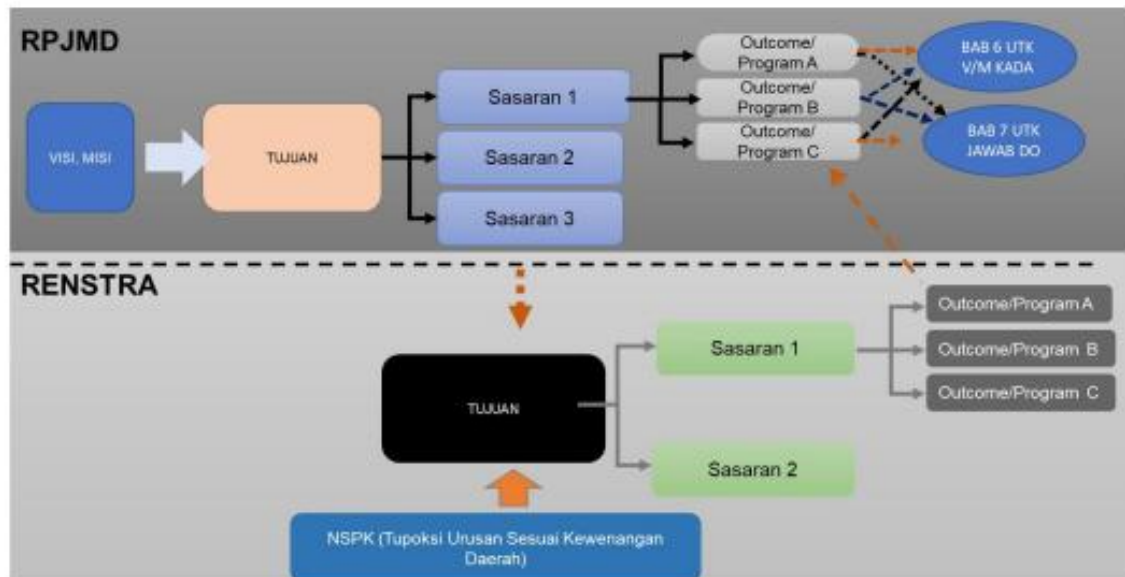 RPJMD
VISI, MISI
TUJUAN
Sasaran 1
Sasaran 2
Sasaran 3
Outcome/
Program A
Outcome/
Program B
Outcome/
Program C
BAB 6 UTK
V/M KADA
BAB 7 UTK
JAWAB DO
RENSTRA
TUJUAN
Sasaran 1
Sasaran 2
Outcome/Program A
Outcome/Program B
Outcome/Program C
NSPK (Tupoksi Urusan Sesuai Kewenangan
Daerah)